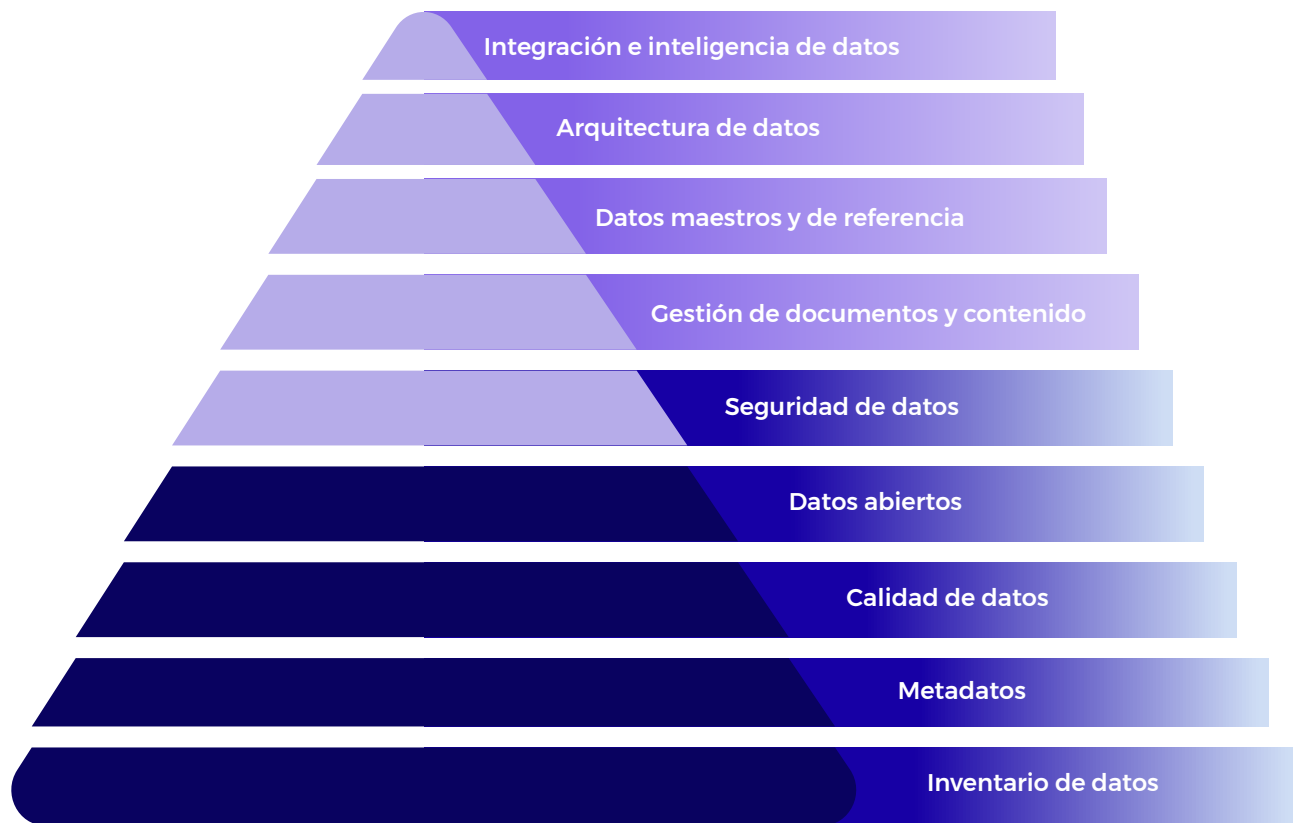 Integración e inteligencia de datos
Arquitectura de datos
Datos maestros y de referencia
Gestión de documentos y contenido
Seguridad de datos
Datos abiertos
Calidad de datos
Metadatos
Inventario de datos